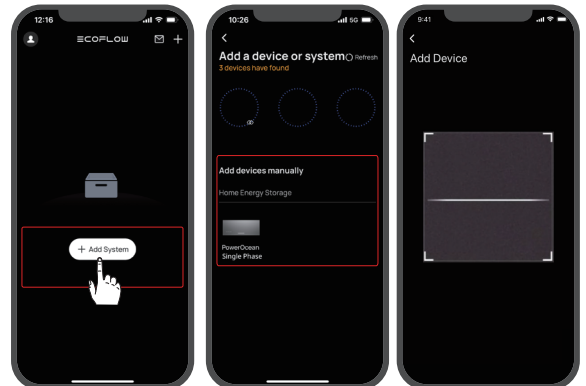 12:16
ECOFLOW
+ Add System
10:26
5G
Add a device or system
Refresh
3 devices have found
Add devices manually
Home Energy Storage
PowerOcean
Single Phase
9:41
Add Device